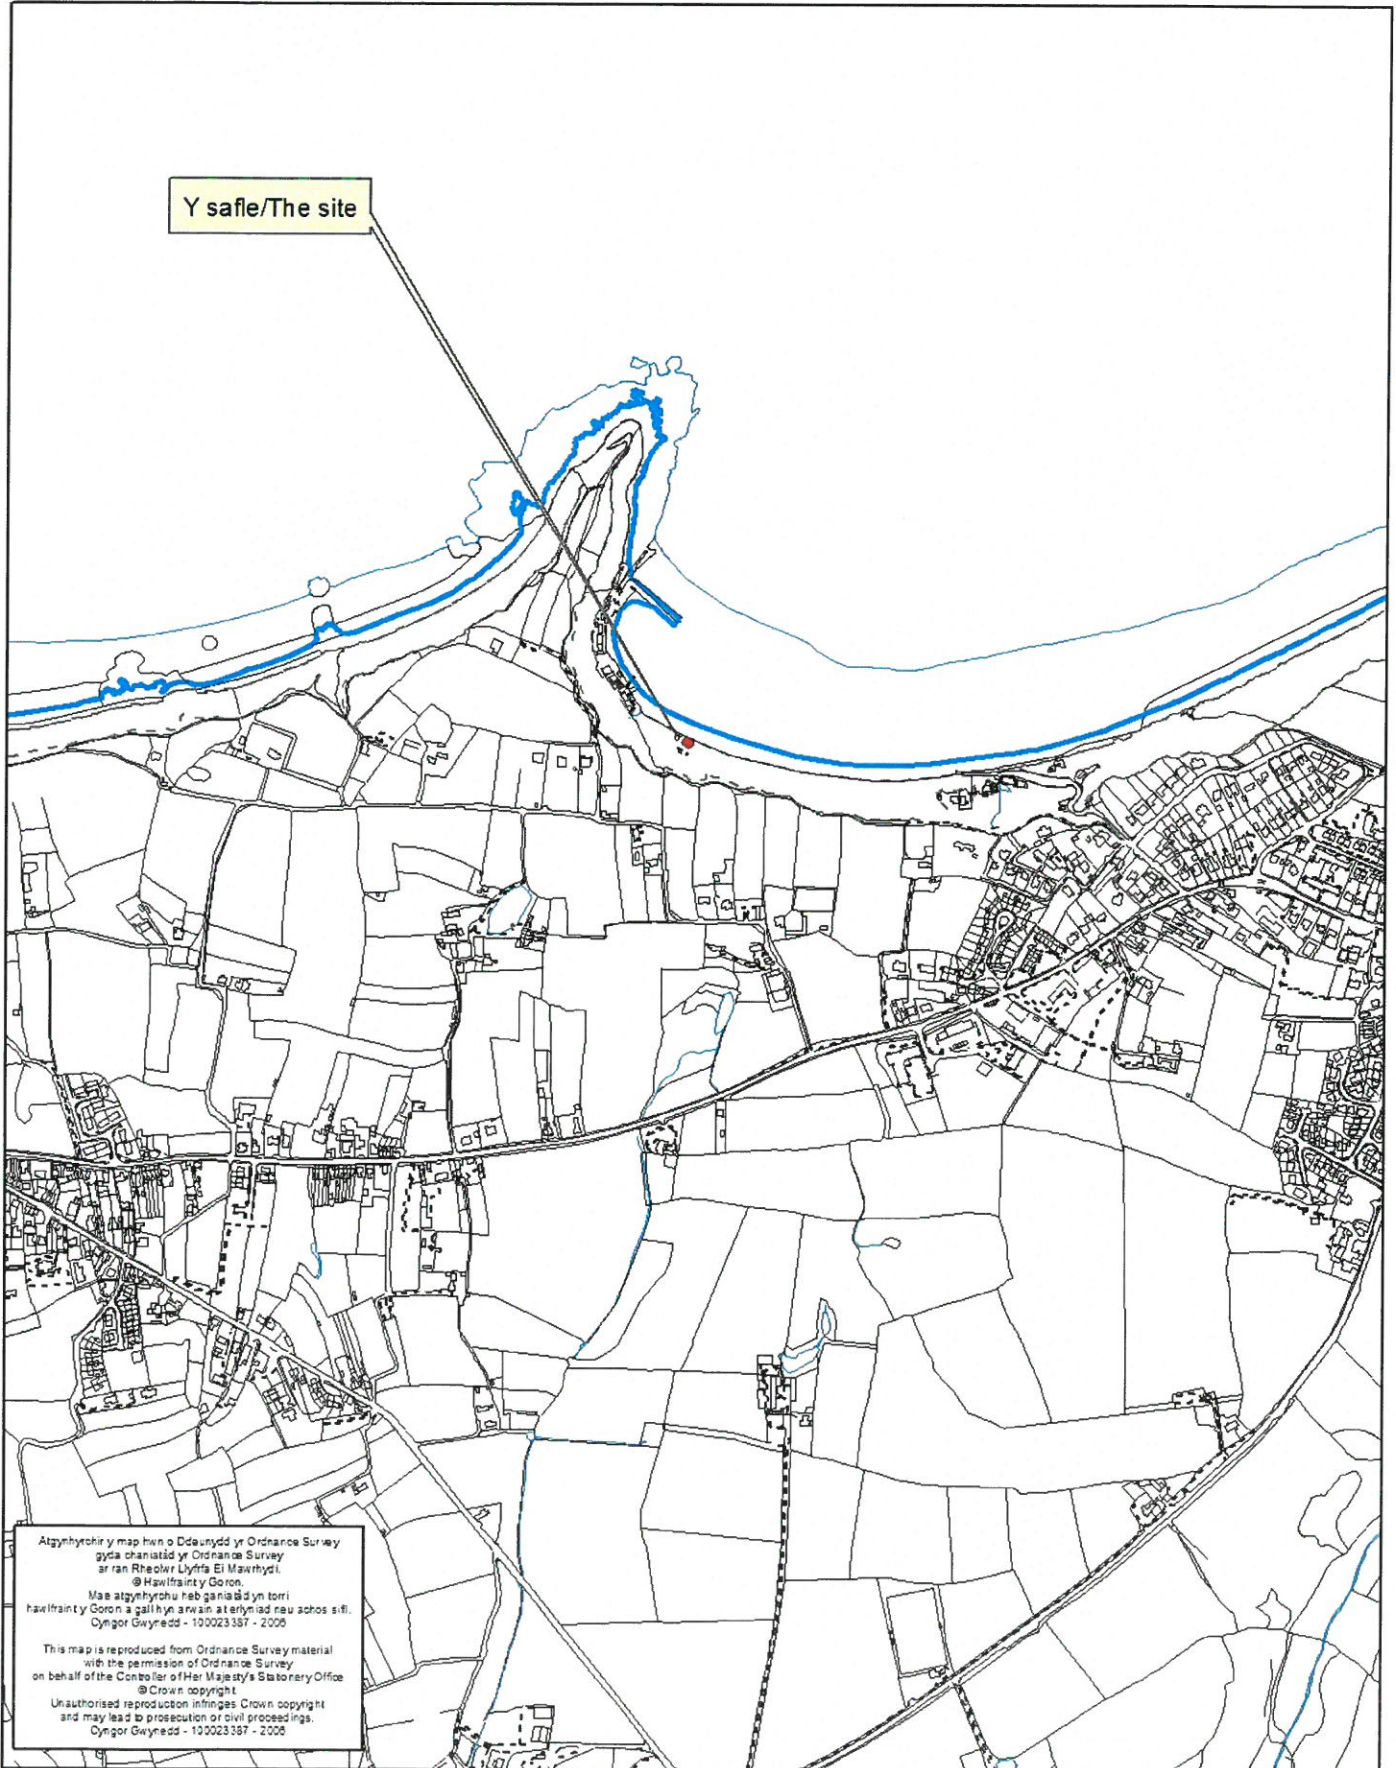 Y safle/The site
Atgynhyrchir y map hwn o Ddeunydd yr Ordnance Survey
gyda chaniatâd yr Ordnance Survey
ar ran Rheolwr Llyfrfa Ei Mawrhydi.
© Hawlfraint y Goron.
Mae atgynhyrchu heb ganiatâd yn torri
hawlfraint y Goron a gall hyn arwain at erlyniad neu achos sifil.
Cyngor Gwynedd - 100023387 - 2006
This map is reproduced from Ordnance Survey material
with the permission of Ordnance Survey
on behalf of the Controller of Her Majesty's Stationery Office
© Crown copyright
Unauthorised reproduction infringes Crown copyright
and may lead to prosecution or civil proceedings.
Cyngor Gwynedd - 100023387 - 2006